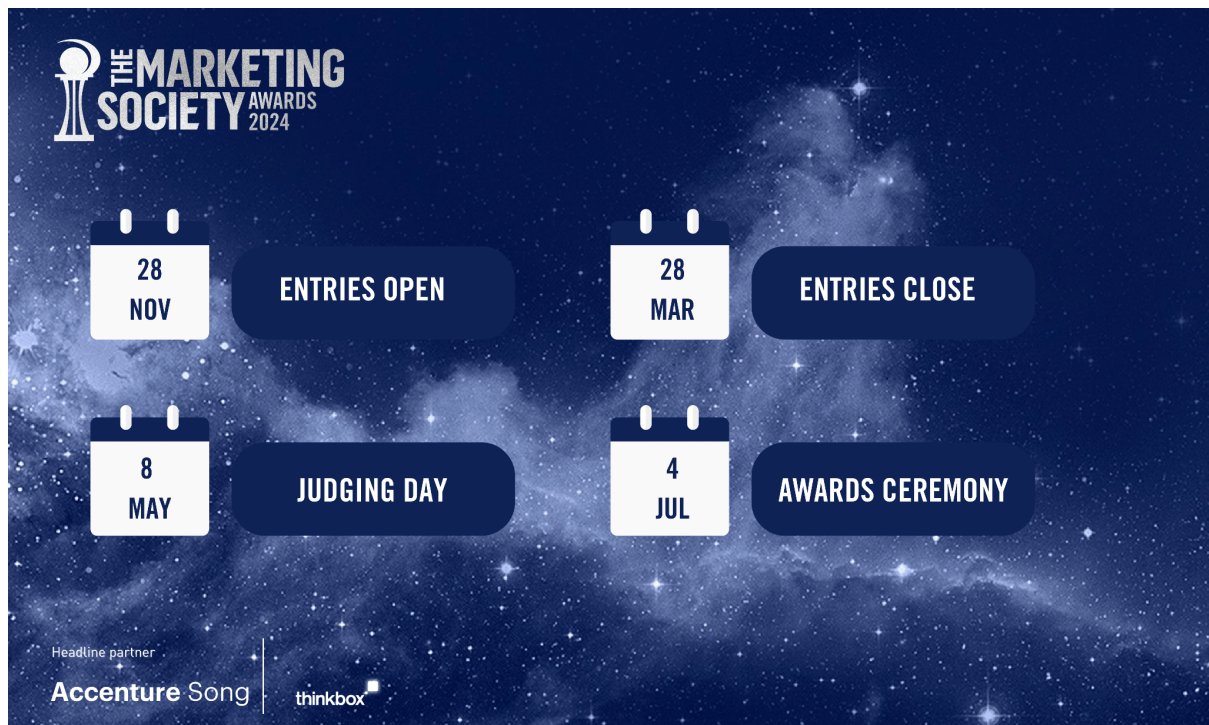 THE MARKETING
SOCIETY AWARDS
2024
28
NOV
ENTRIES OPEN
28
MAR
ENTRIES CLOSE
8
MAY
JUDGING DAY
4
JUL
AWARDS CEREMONY
Headline partner
Accenture Song
thinkbox